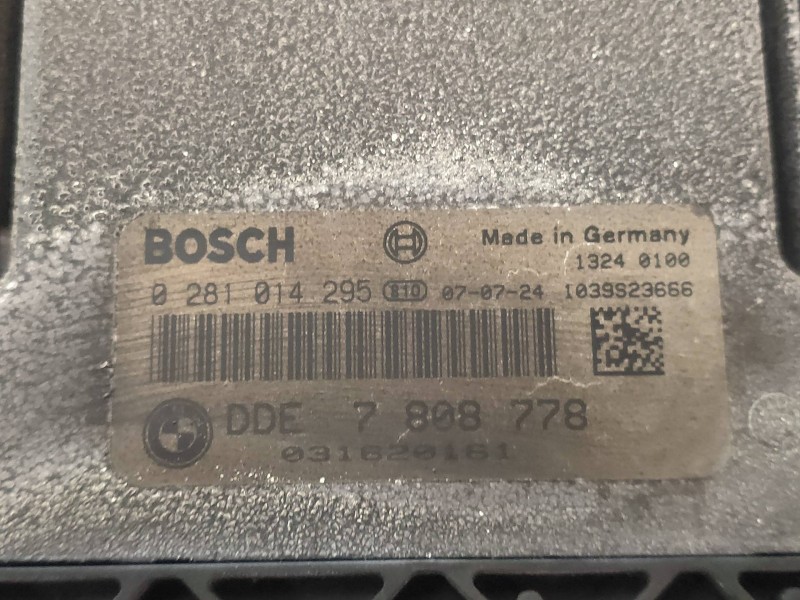 BOSCH
Made in Germany
1324 0100
0 281 014 295 810 07-07-24 1039S23666
DDE 7 808 778
031620161